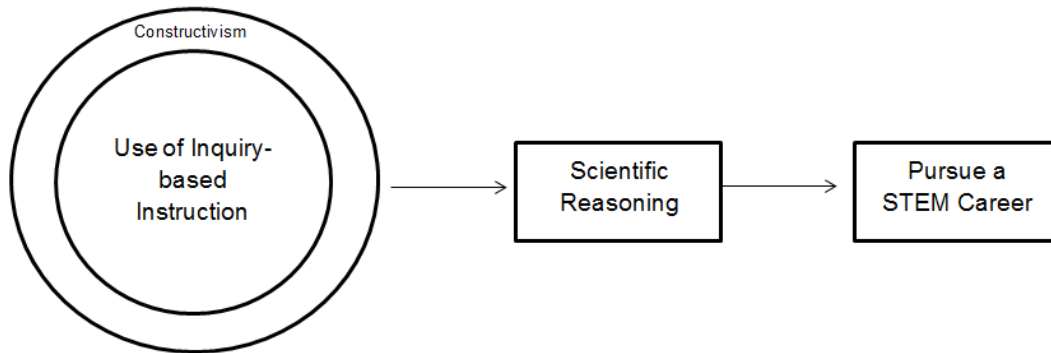 Constructivism
Use of Inquiry-
based
Instruction
Scientific
Reasoning
Pursue a
STEM Career